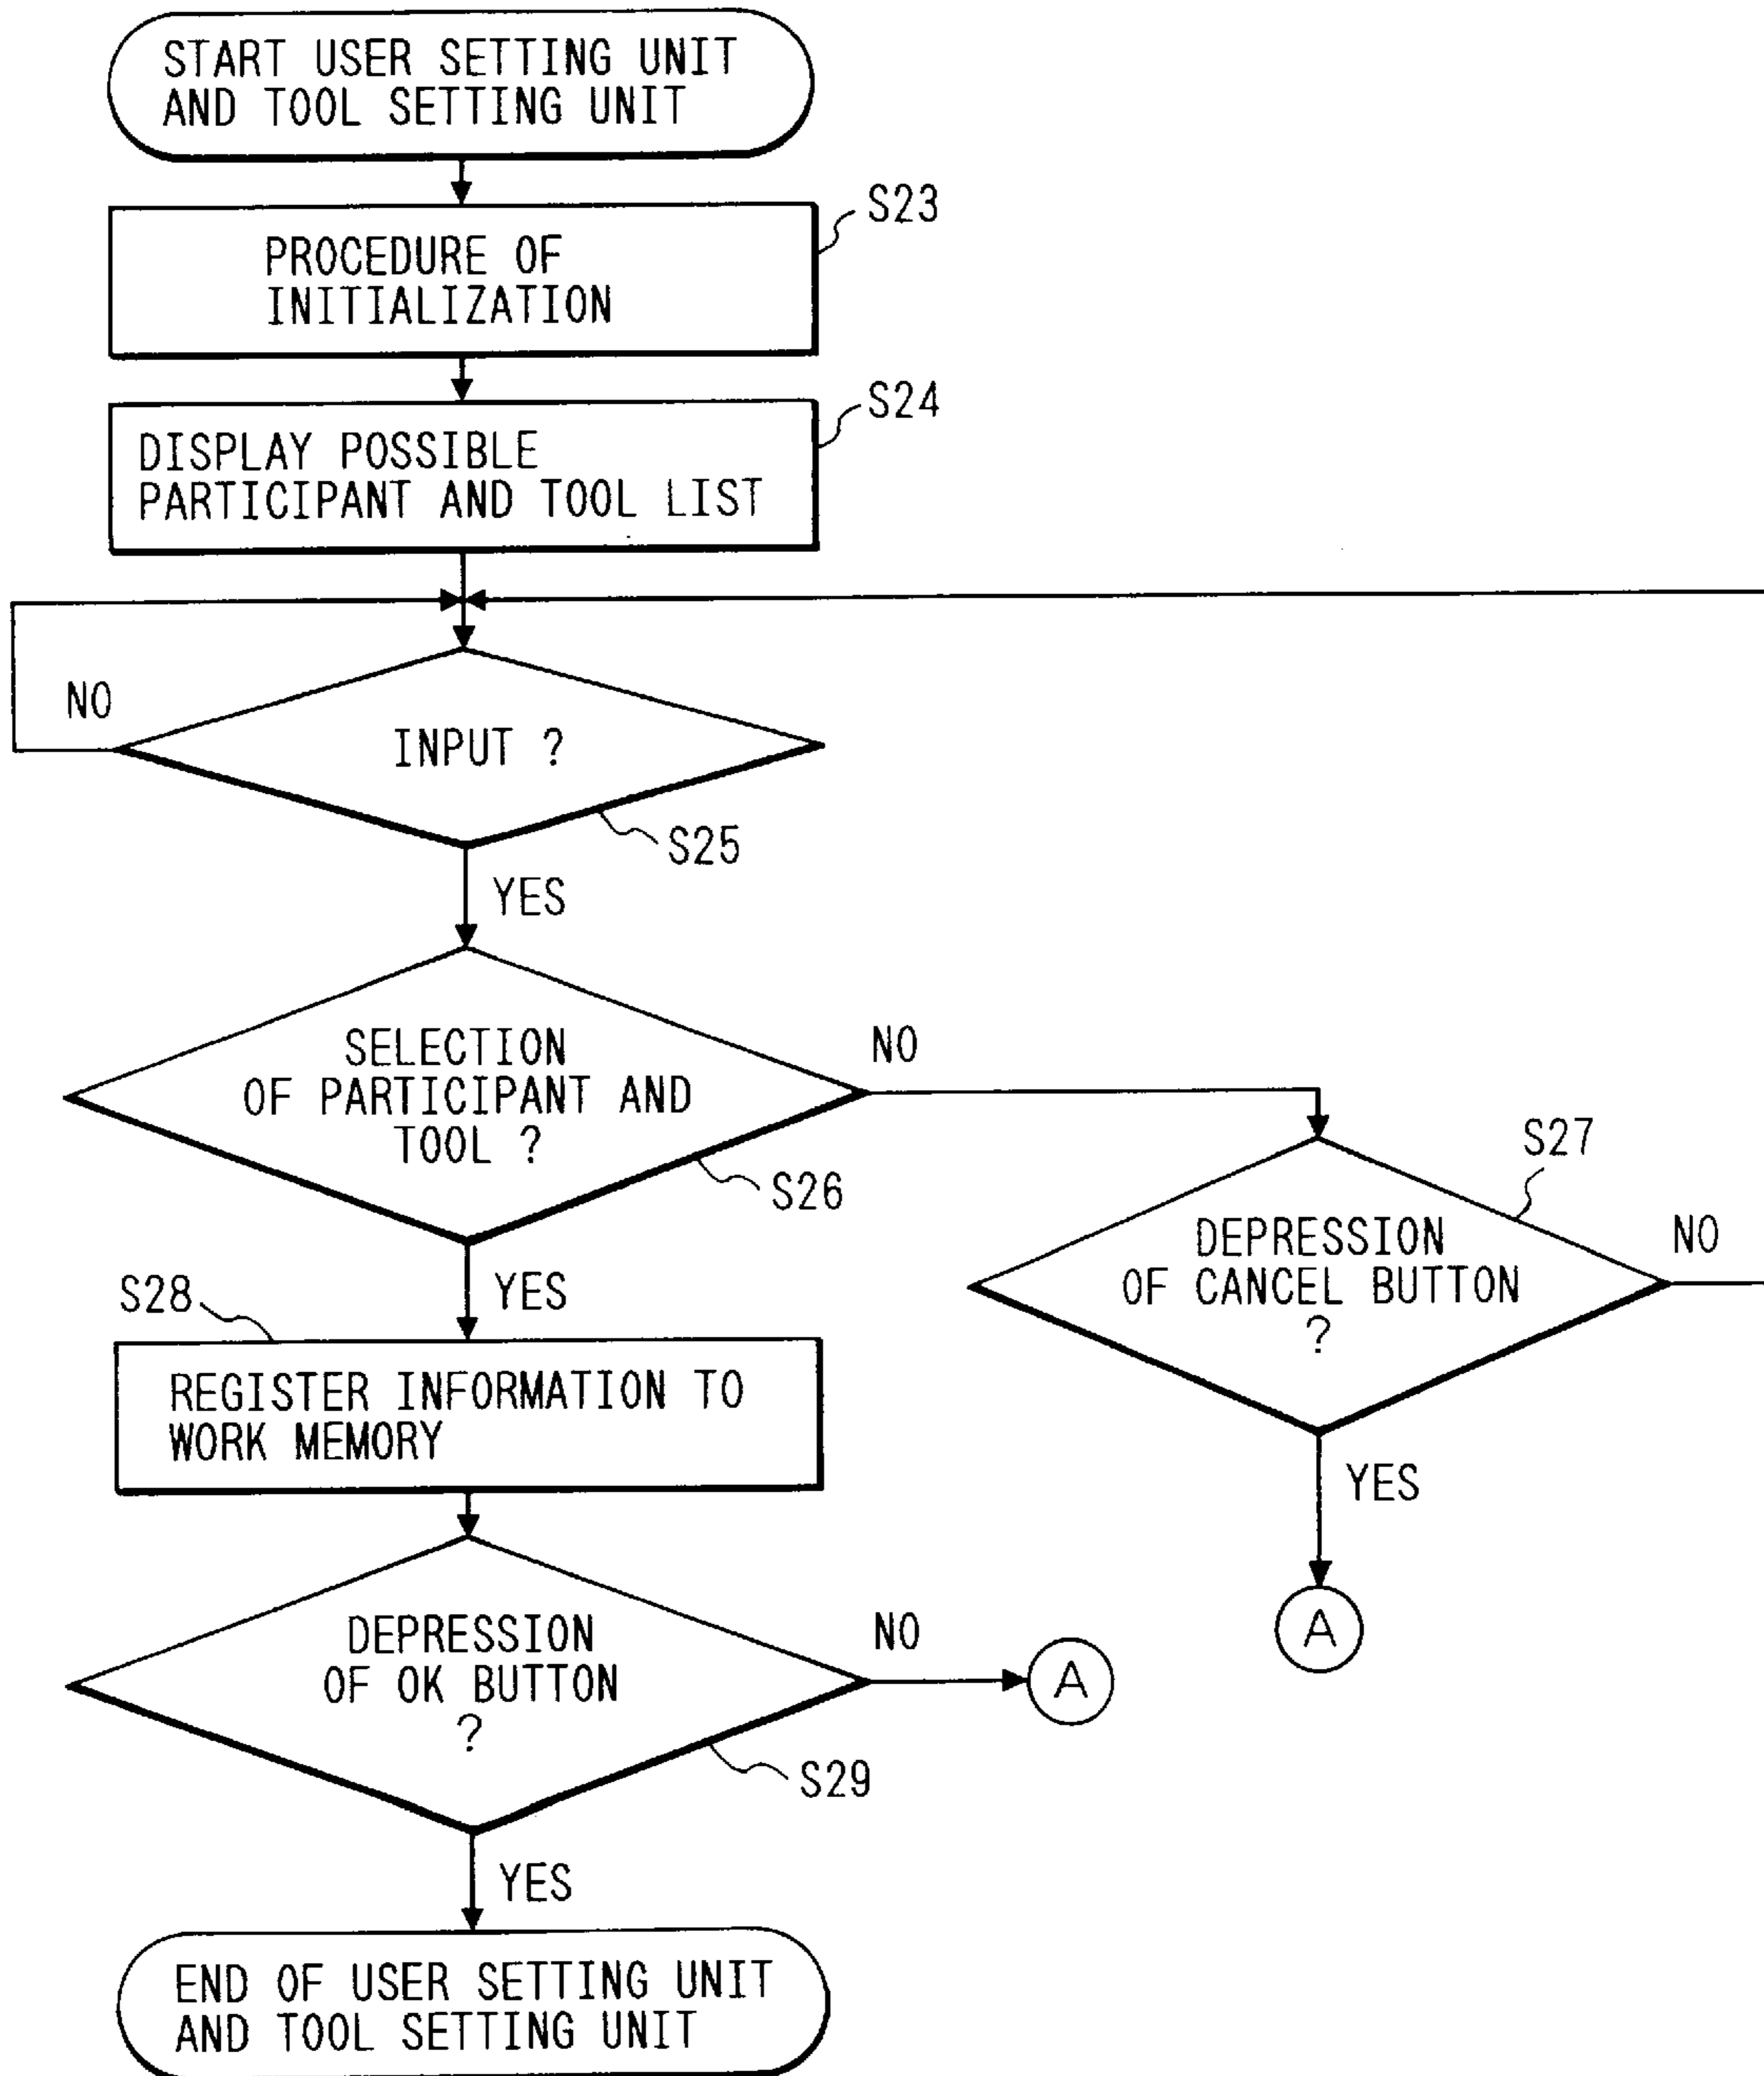 START USER SETTING UNIT
AND TOOL SETTING UNIT
S23
PROCEDURE OF
INITIALIZATION
S24
DISPLAY POSSIBLE
PARTICIPANT AND TOOL LIST
NO
INPUT ?
S25
YES
SELECTION
OF PARTICIPANT AND
TOOL ?
NO
S26
S27
DEPRESSION
OF CANCEL BUTTON
?
NO
YES
S28
REGISTER INFORMATION TO
WORK MEMORY
YES
A
DEPRESSION
OF OK BUTTON
?
NO
A
S29
YES
END OF USER SETTING UNIT
AND TOOL SETTING UNIT